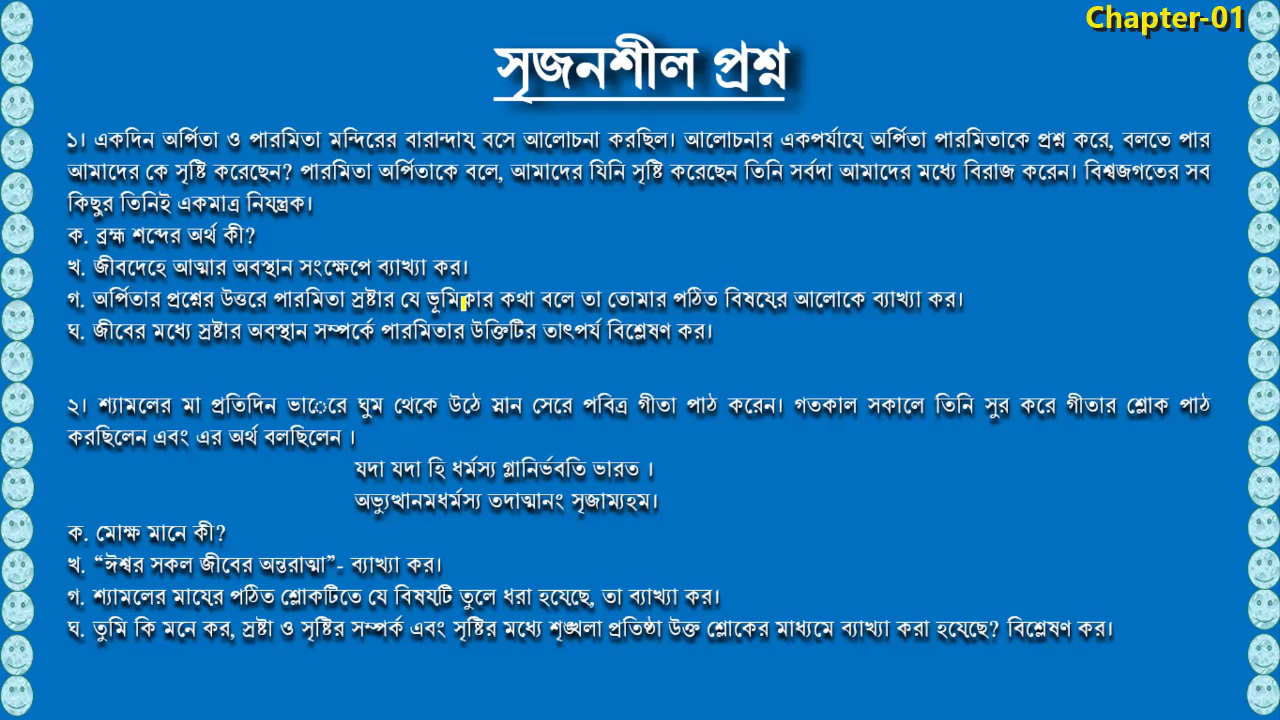 Chapter-01
সৃজনশীল প্রশ্ন
১। একদিন অর্পিতা ও পারমিতা মন্দিরের বারান্দায় বসে আলোচনা করছিল। আলোচনার একপর্যায়ে অর্পিতা পারমিতাকে প্রশ্ন করে, বলতে পার
আমাদের কে সৃষ্টি করেছেন? পারমিতা অর্পিতাকে বলে, আমাদের যিনি সৃষ্টি করেছেন তিনি সর্বদা আমাদের মধ্যে বিরাজ করেন। বিশ্বজগতের সব
কিছুর তিনিই একমাত্র নিয়ন্ত্রক।
ক. ব্রহ্ম শব্দের অর্থ কী?
খ. জীবদেহে আত্মার অবস্থান সংক্ষেপে ব্যাখ্যা কর।
গ. অর্পিতার প্রশ্নের উত্তরে পারমিতা স্রষ্টার যে ভূমিকার কথা বলে তা তোমার পঠিত বিষয়ের আলোকে ব্যাখ্যা কর।
ঘ. জীবের মধ্যে স্রষ্টার অবস্থান সম্পর্কে পারমিতার উক্তিটির তাৎপর্য বিশ্লেষণ কর।
২। শ্যামলের মা প্রতিদিন ভােেরে ঘুম থেকে উঠে স্নান সেরে পবিত্র গীতা পাঠ করেন। গতকাল সকালে তিনি সুর করে গীতার শ্লোক পাঠ
করছিলেন এবং এর অর্থ বলছিলেন ।
যদা যদা হি ধর্মস্য গ্লানির্ভবতি ভারত ।
অভ্যুত্থানমধর্মস্য তদাত্মানং সৃজাম্যহম।
ক. মোক্ষ মানে কী?
খ. “ঈশ্বর সকল জীবের অন্তরাত্মা”- ব্যাখ্যা কর।
গ. শ্যামলের মায়ের পঠিত শ্লোকটিতে যে বিষয়টি তুলে ধরা হয়েছে, তা ব্যাখ্যা কর।
ঘ. তুমি কি মনে কর, স্রষ্টা ও সৃষ্টির সম্পর্ক এবং সৃষ্টির মধ্যে শৃঙ্খলা প্রতিষ্ঠা উক্ত শ্লোকের মাধ্যমে ব্যাখ্যা করা হয়েছে? বিশ্লেষণ কর।